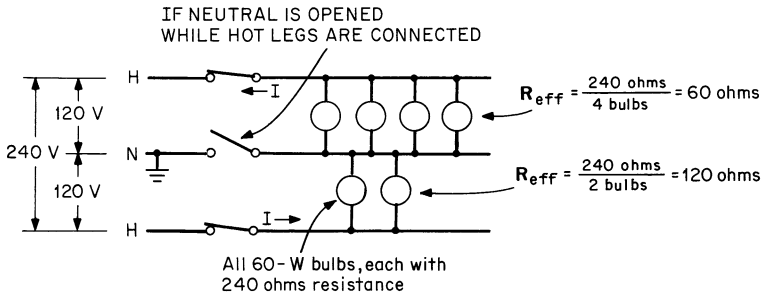 IF NEUTRAL IS OPENED
WHILE HOT LEGS ARE CONNECTED
H
I
120 V
R eff = 240 ohms / 4 bulbs = 60 ohms
240 V
N
120 V
R eff = 240 ohms / 2 bulbs = 120 ohms
I
H
All 60-W bulbs, each with
240 ohms resistance